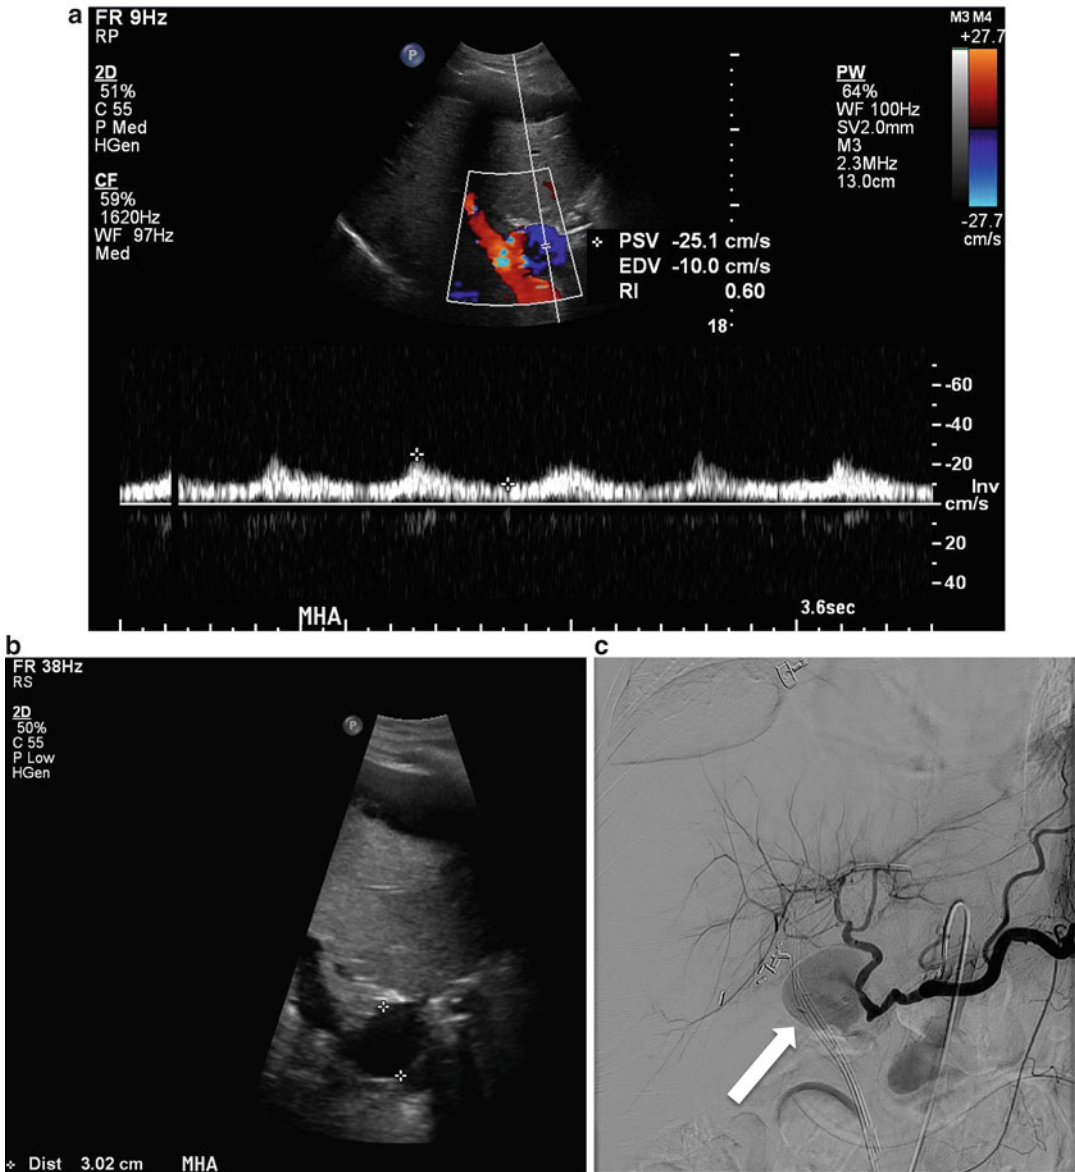 a
FR 9Hz
RP
2D
51%
C 55
P Med
HGen
CF
59%
1620Hz
WF 97Hz
Med
P
PW
64%
WF 100Hz
SV2.0mm
M3
2.3MHz
13.0cm
M3 M4
+27.7
-27.7
cm/s
PSV -25.1 cm/s
EDV -10.0 cm/s
RI 0.60
18
-60
-40
-20
Inv
cm/s
20
40
MHA
3.6sec
b
FR 38Hz
RS
2D
50%
C 55
P Low
HGen
P
Dist 3.02 cm MHA
c